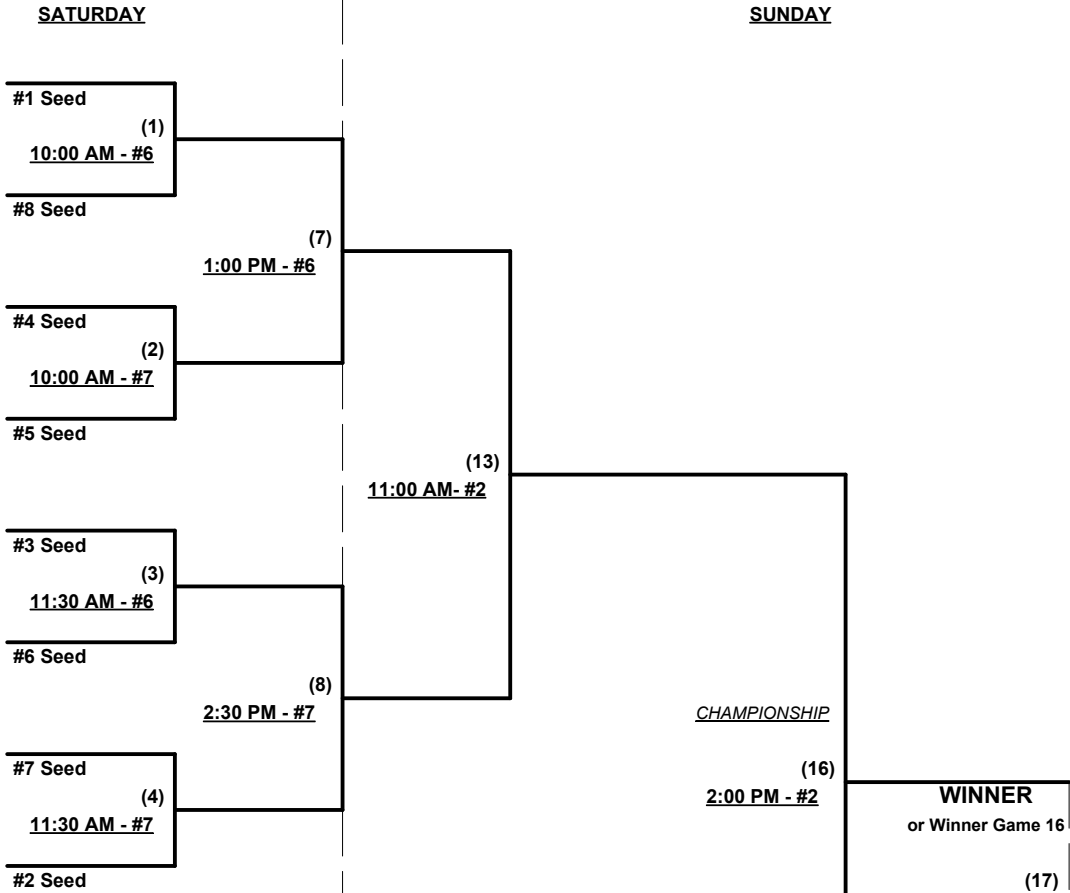 SATURDAY
SUNDAY
#1 Seed
(1)
10:00 AM - #6
#8 Seed
(7)
1:00 PM - #6
#4 Seed
(2)
10:00 AM - #7
#5 Seed
(13)
11:00 AM- #2
#3 Seed
(3)
11:30 AM - #6
#6 Seed
(8)
2:30 PM - #7
CHAMPIONSHIP
#7 Seed
(4)
11:30 AM - #7
#2 Seed
(16)
2:00 PM - #2
WINNER
or Winner Game 16
(17)